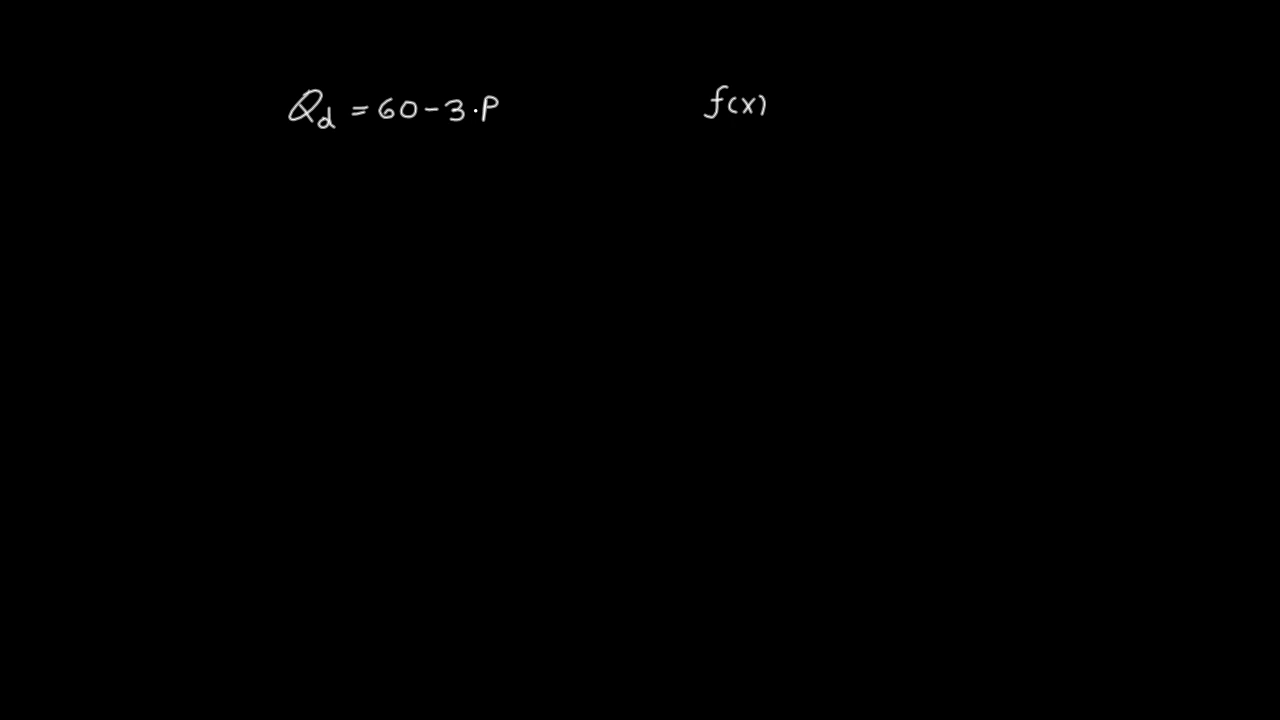 Qd = 60 - 3 · P f(x)